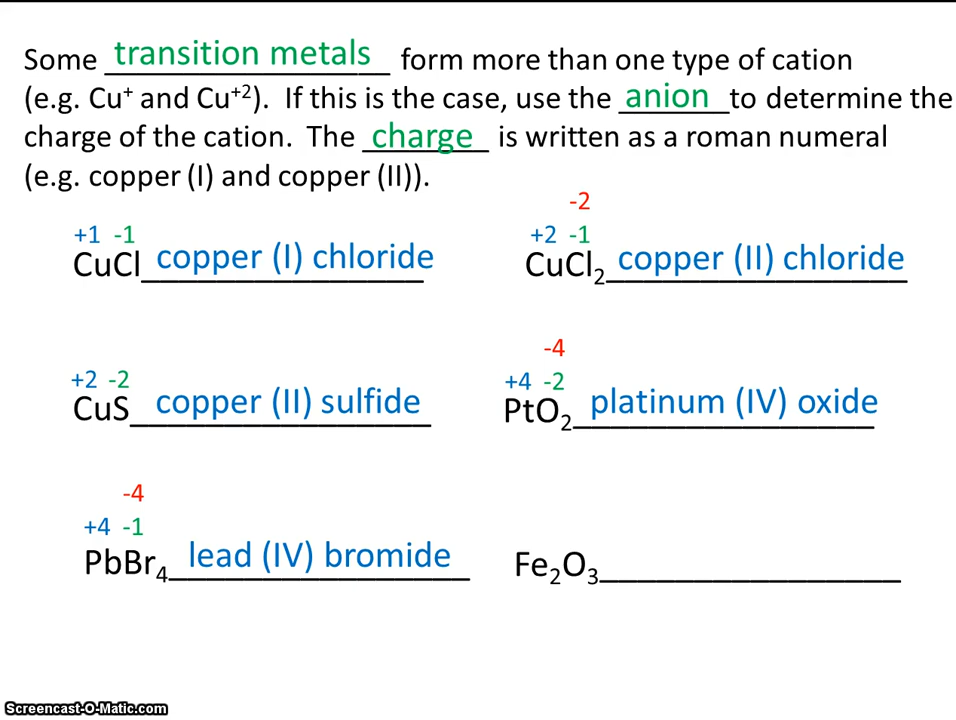 Some transition metals form more than one type of cation
(e.g. Cu⁺ and Cu⁺²). If this is the case, use the anion to determine the
charge of the cation. The charge is written as a roman numeral
(e.g. copper (I) and copper (II)).
-2
+1 -1 +2 -1
CuCl copper (I) chloride CuCl₂ copper (II) chloride
-4
+2 -2 +4 -2
CuS copper (II) sulfide PtO₂ platinum (IV) oxide
-4
+4 -1
PbBr₄ lead (IV) bromide Fe₂O₃
Screencast-O-Matic.com